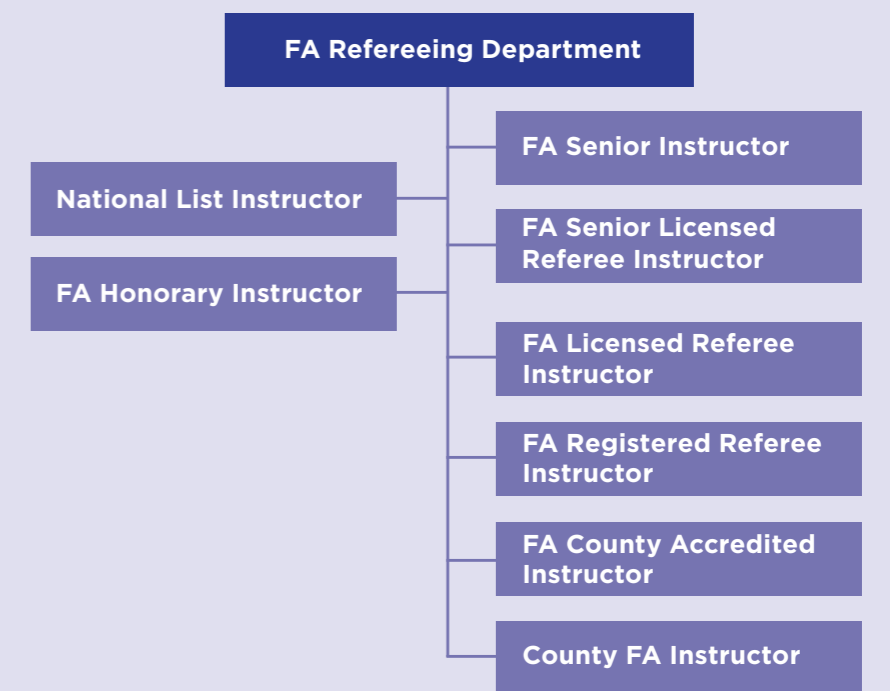 FA Refereeing Department
National List Instructor
FA Honorary Instructor
FA Senior Instructor
FA Senior Licensed
Referee Instructor
FA Licensed Referee
Instructor
FA Registered Referee
Instructor
FA County Accredited
Instructor
County FA Instructor